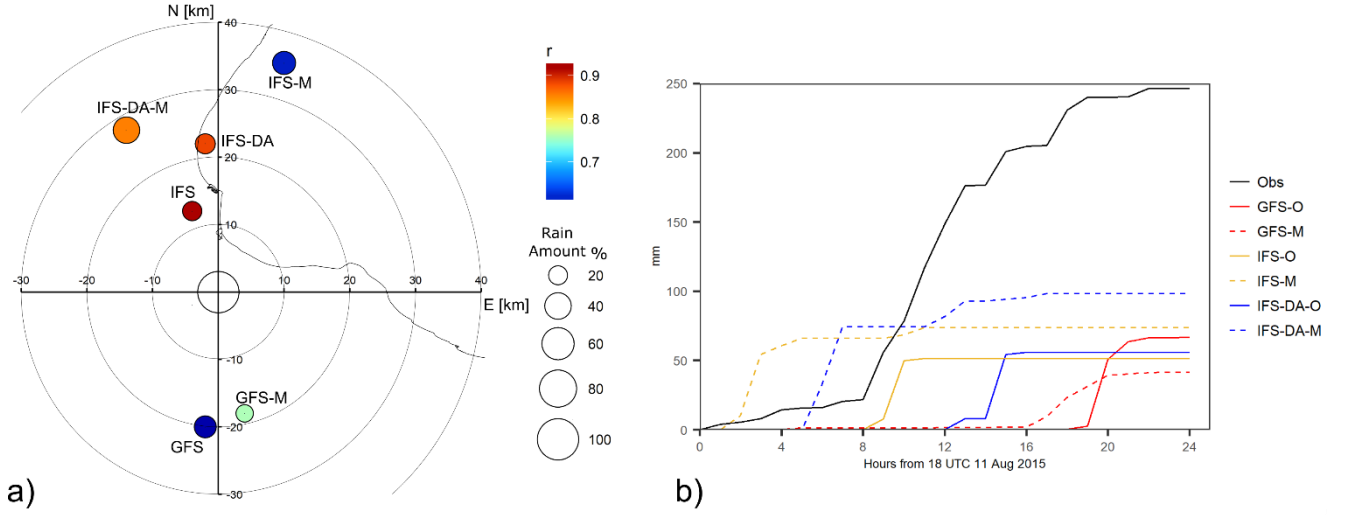 N [km]
40
30
20
10
-10
-20
-30
-30
-20
-10
10
20
30
40
E [km]
IFS-M
IFS-DA-M
IFS-DA
IFS
GFS-M
GFS
r
0.9
0.8
0.7
Rain
Amount %
20
40
60
80
100
a)
250
200
150
100
50
0
mm
0
4
8
12
16
20
24
Hours from 18 UTC 11 Aug 2015
Obs
GFS-O
GFS-M
IFS-O
IFS-M
IFS-DA-O
IFS-DA-M
b)